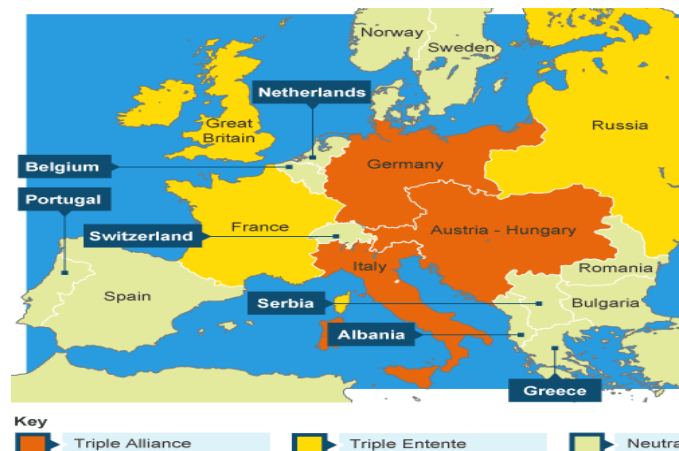 Norway
Sweden
Netherlands
Great
Britain
Russia
Belgium
Germany
Portugal
Switzerland
France
Austria - Hungary
Italy
Romania
Spain
Serbia
Bulgaria
Albania
Greece
Key
Triple Alliance
Triple Entente
Neutra